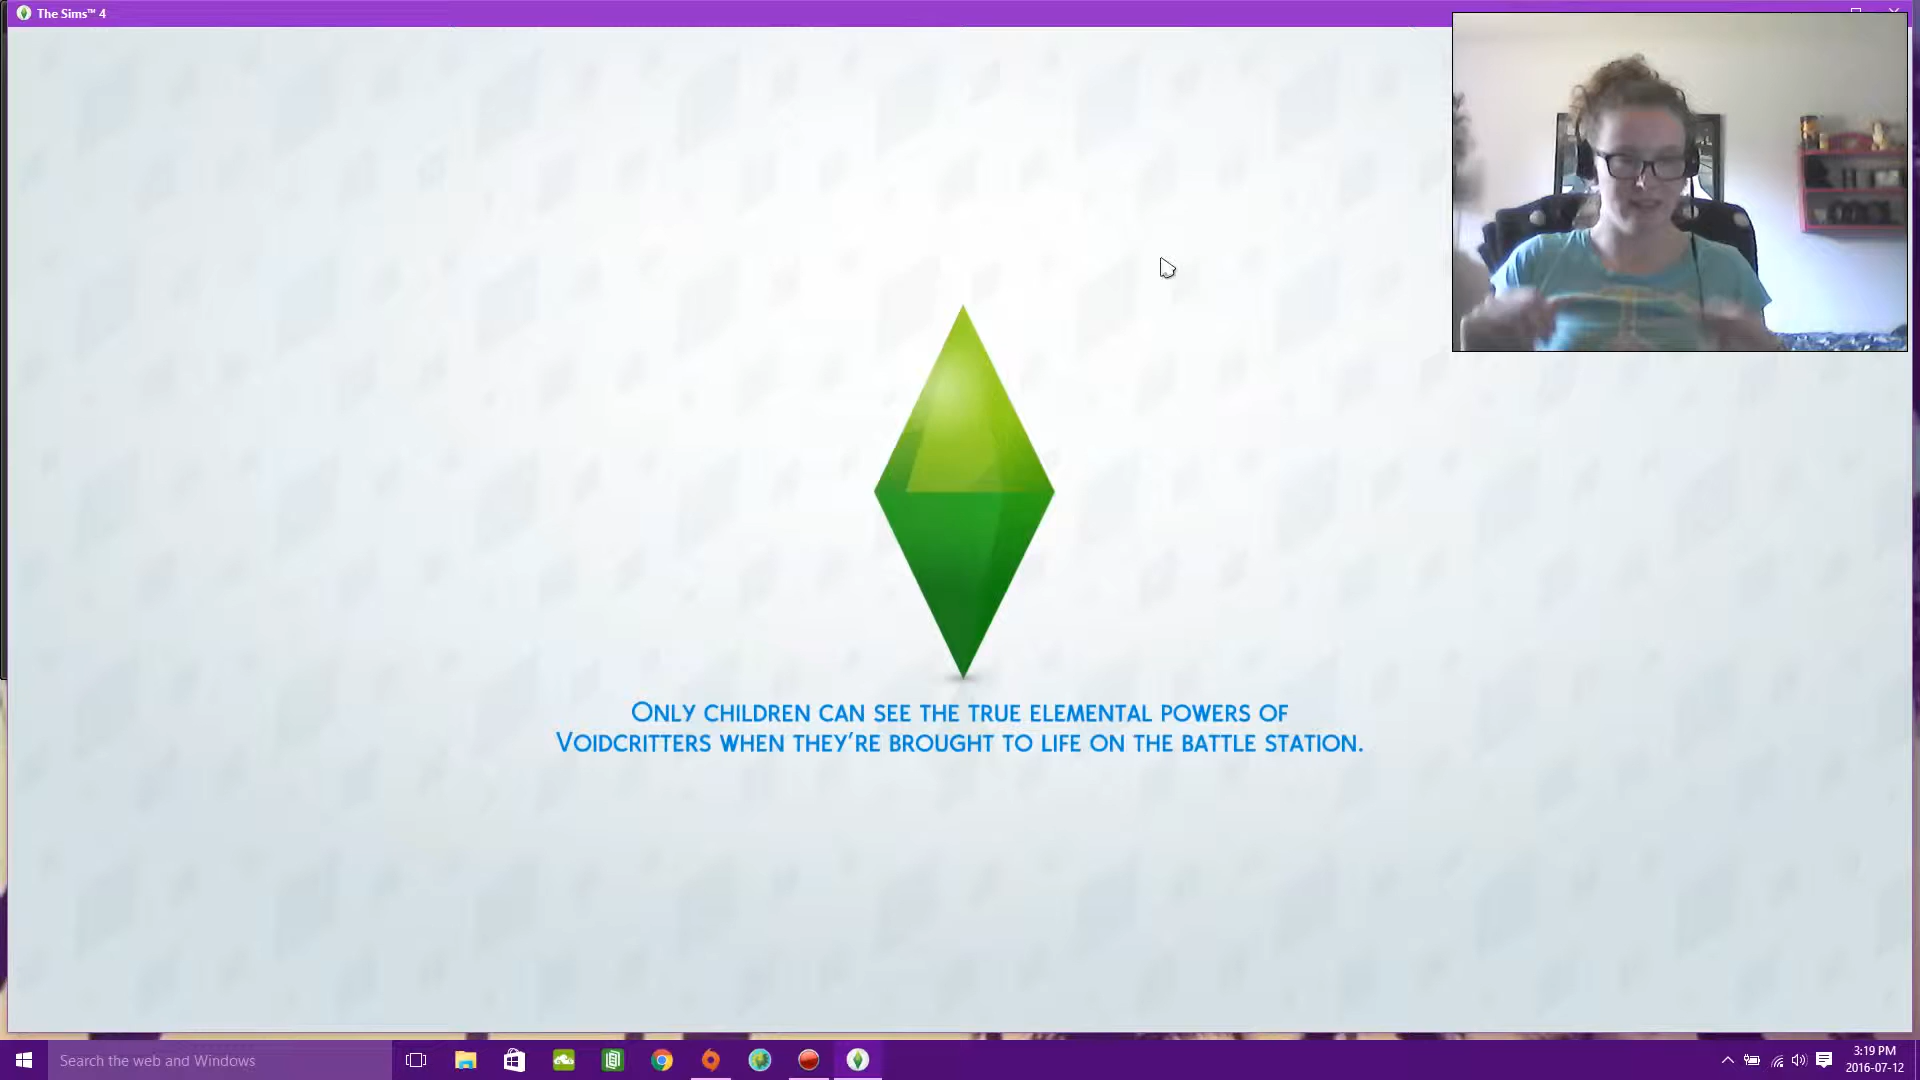 The Sims™ 4
ONLY CHILDREN CAN SEE THE TRUE ELEMENTAL POWERS OF
VOIDCRITTERS WHEN THEY'RE BROUGHT TO LIFE ON THE BATTLE STATION.
Search the web and Windows
3:19 PM
2016-07-12